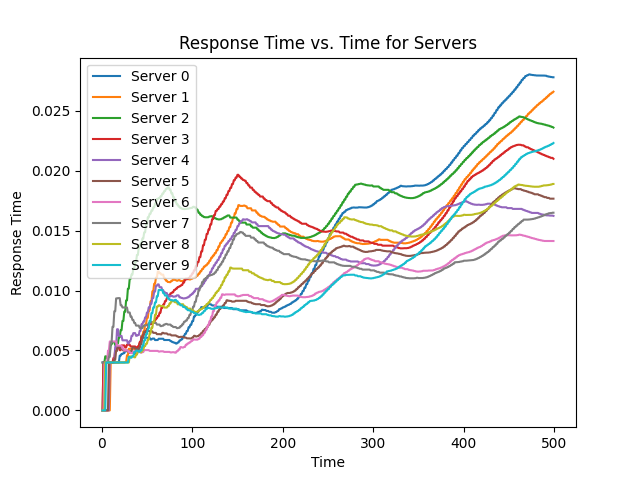 Response Time vs. Time for Servers
Response Time
0.025
0.020
0.015
0.010
0.005
0.000
Server 0
Server 1
Server 2
Server 3
Server 4
Server 5
Server 6
Server 7
Server 8
Server 9
0 100 200 300 400 500
Time